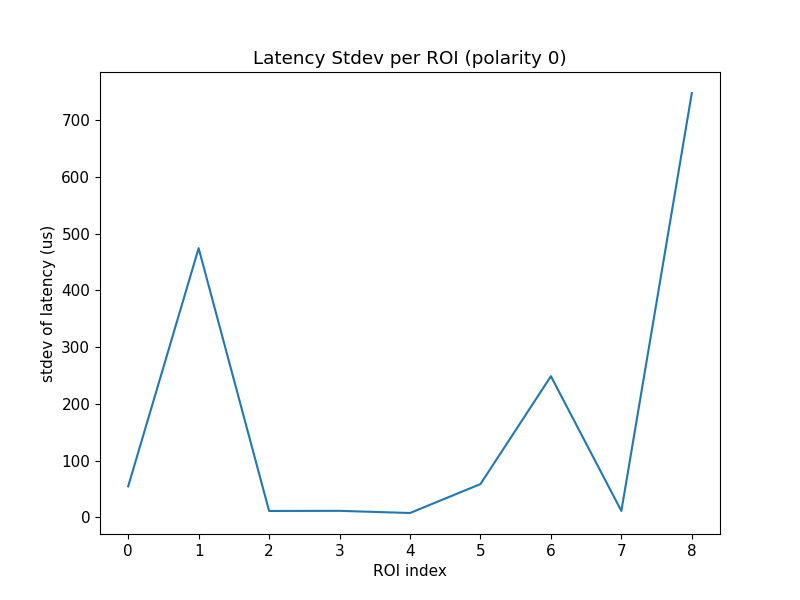 Latency Stdev per ROI (polarity 0)
700
600
500
400
300
200
100
0
stdev of latency (us)
0 1 2 3 4 5 6 7 8
ROI index